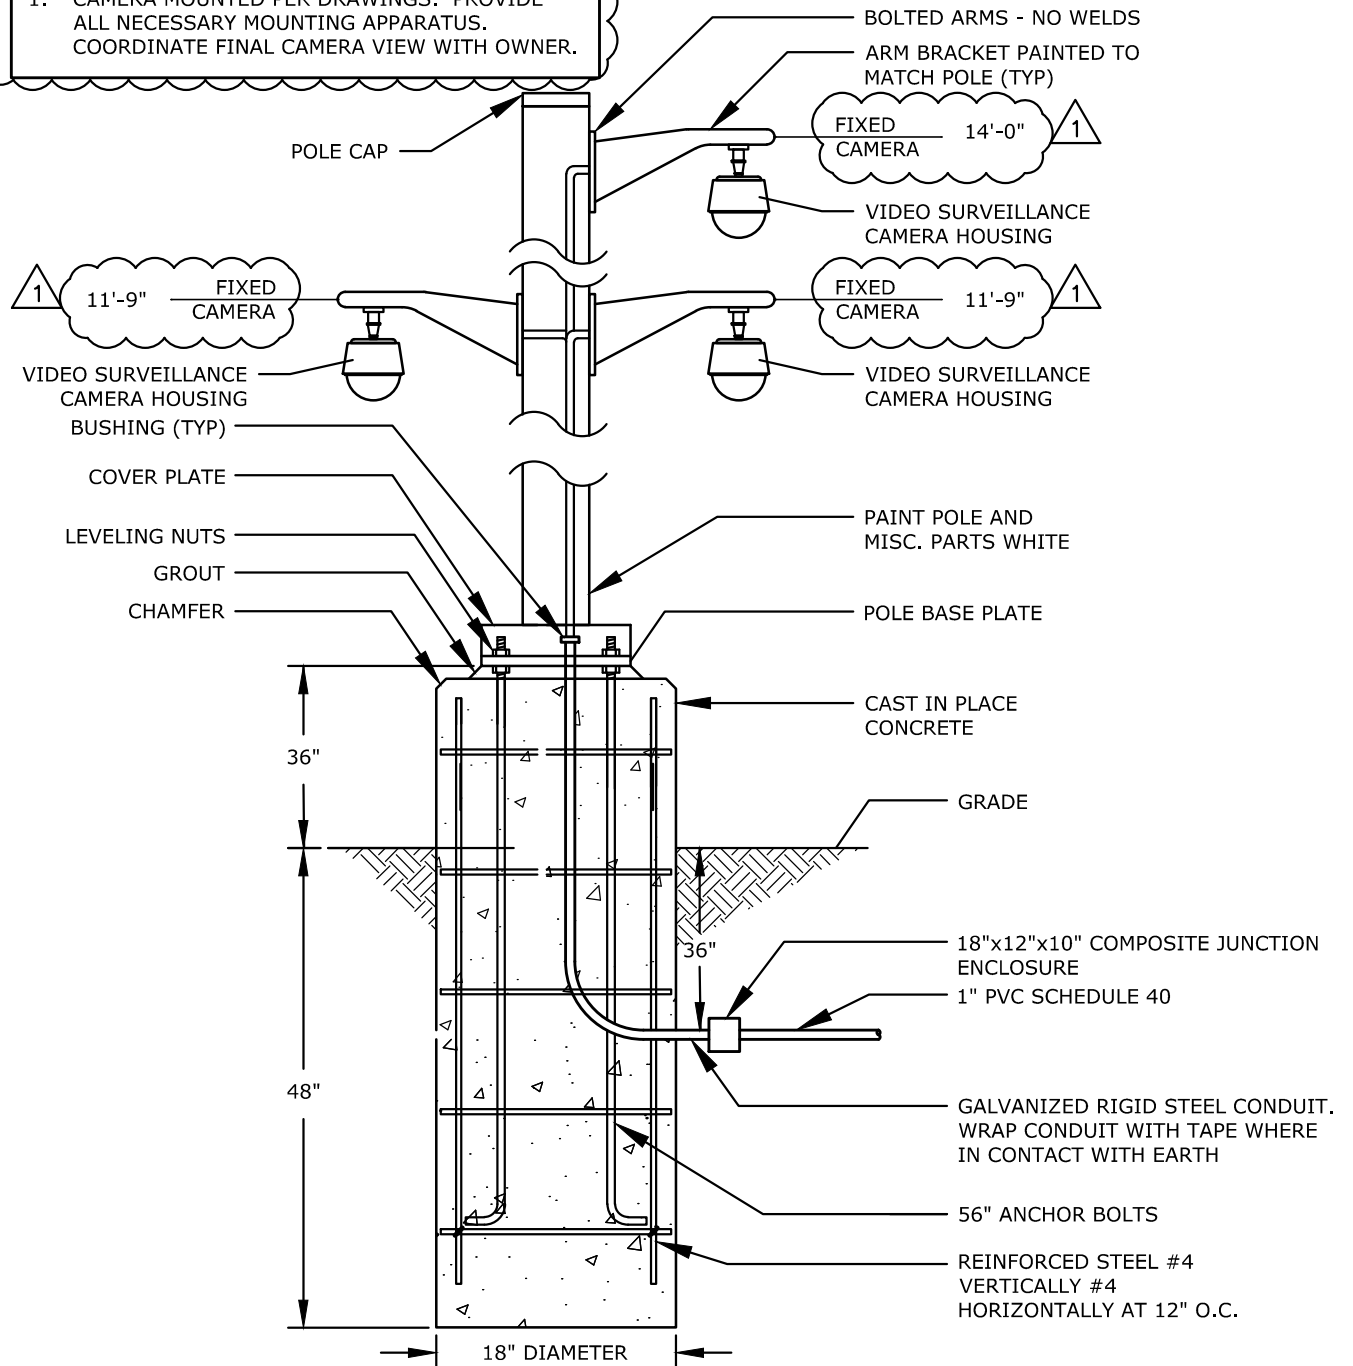 1. CAMERA MOUNTED PER DRAWINGS. PROVIDE
ALL NECESSARY MOUNTING APPARATUS.
COORDINATE FINAL CAMERA VIEW WITH OWNER.
BOLTED ARMS - NO WELDS
ARM BRACKET PAINTED TO
MATCH POLE (TYP)
POLE CAP
FIXED
CAMERA
14'-0"
1
VIDEO SURVEILLANCE
CAMERA HOUSING
1
11'-9"
FIXED
CAMERA
FIXED
CAMERA
11'-9"
1
VIDEO SURVEILLANCE
CAMERA HOUSING
VIDEO SURVEILLANCE
CAMERA HOUSING
BUSHING (TYP)
COVER PLATE
LEVELING NUTS
GROUT
CHAMFER
PAINT POLE AND
MISC. PARTS WHITE
POLE BASE PLATE
CAST IN PLACE
CONCRETE
36"
GRADE
36"
18"x12"x10" COMPOSITE JUNCTION
ENCLOSURE
1" PVC SCHEDULE 40
48"
GALVANIZED RIGID STEEL CONDUIT.
WRAP CONDUIT WITH TAPE WHERE
IN CONTACT WITH EARTH
56" ANCHOR BOLTS
REINFORCED STEEL #4
VERTICALLY #4
HORIZONTALLY AT 12" O.C.
18" DIAMETER